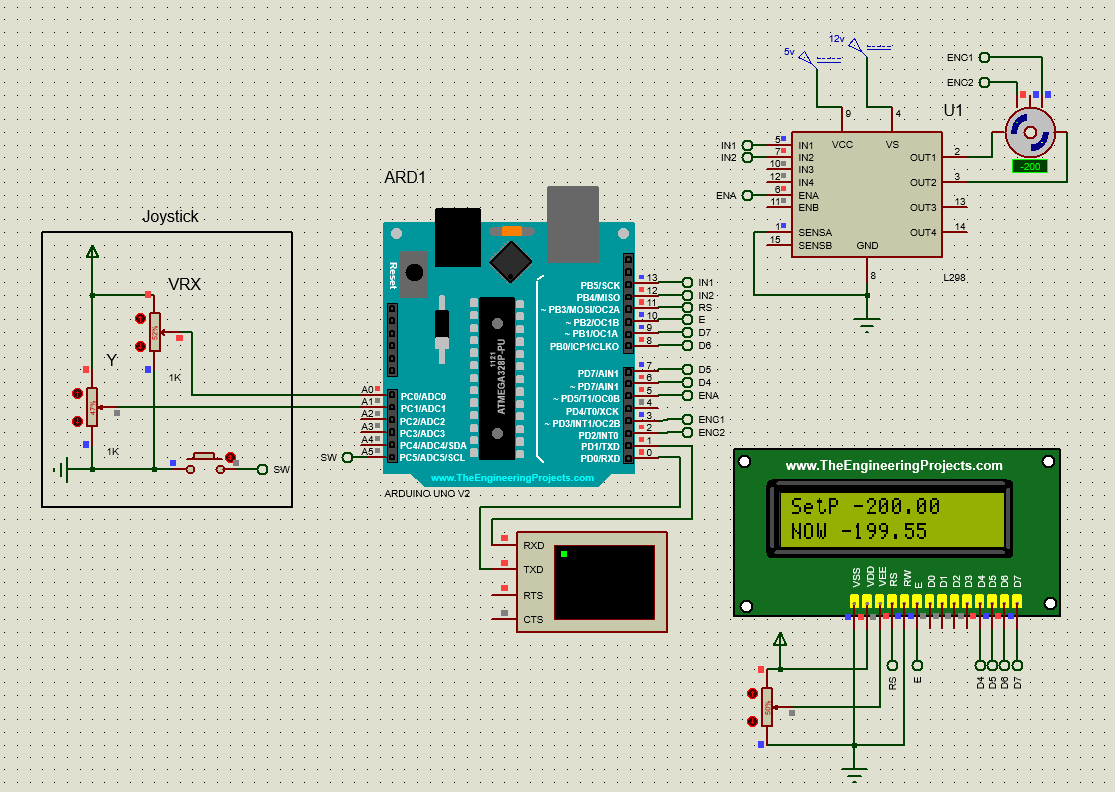 5v
12v
ENC1
ENC2
U1
9
4
-200
IN1
IN2
ENA
5
7
10
12
6
11
1
15
IN1
IN2
IN3
IN4
ENA
ENB
SENSA
SENSB
VCC
VS
GND
OUT1
OUT2
OUT3
OUT4
2
3
13
14
8
L298
ARD1
Joystick
VRX
52%
1K
Y
47%
1K
SW
SW
Reset
1121
ATMEGA328P-PU
A0
A1
A2
A3
A4
A5
PC0/ADC0
PC1/ADC1
PC2/ADC2
PC3/ADC3
PC4/ADC4/SDA
PC5/ADC5/SCL
PB5/SCK
PB4/MISO
~ PB3/MOSI/OC2A
~ PB2/OC1B
~ PB1/OC1A
PB0/ICP1/CLKO
PD7/AIN1
~ PD7/AIN1
~ PD5/T1/OC0B
PD4/T0/XCK
~ PD3/INT1/OC2B
PD2/INT0
PD1/TXD
PD0/RXD
13
12
11
10
9
8
7
6
5
4
3
2
1
0
IN1
IN2
RS
E
D7
D6
D5
D4
ENA
ENC1
ENC2
www.TheEngineeringProjects.com
ARDUINO UNO V2
RXD
TXD
RTS
CTS
www.TheEngineeringProjects.com
SetP -200.00
NOW -199.55
VSS
VDD
VEE
RS
RW
E
D0
D1
D2
D3
D4
D5
D6
D7
RS
E
D4
D5
D6
D7
50%